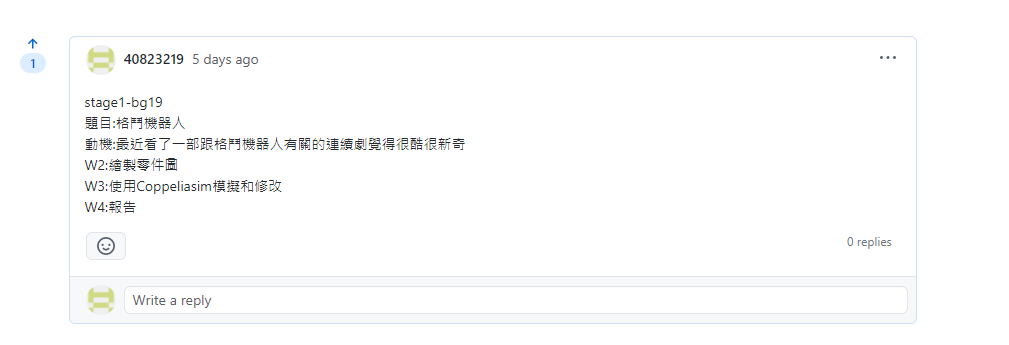 1
40823219 5 days ago
stage1-bg19
題目:格鬥機器人
動機:最近看了一部跟格鬥機器人有關的連續劇覺得很酷很新奇
W2:繪製零件圖
W3:使用Coppeliasim模擬和修改
W4:報告
0 replies
Write a reply